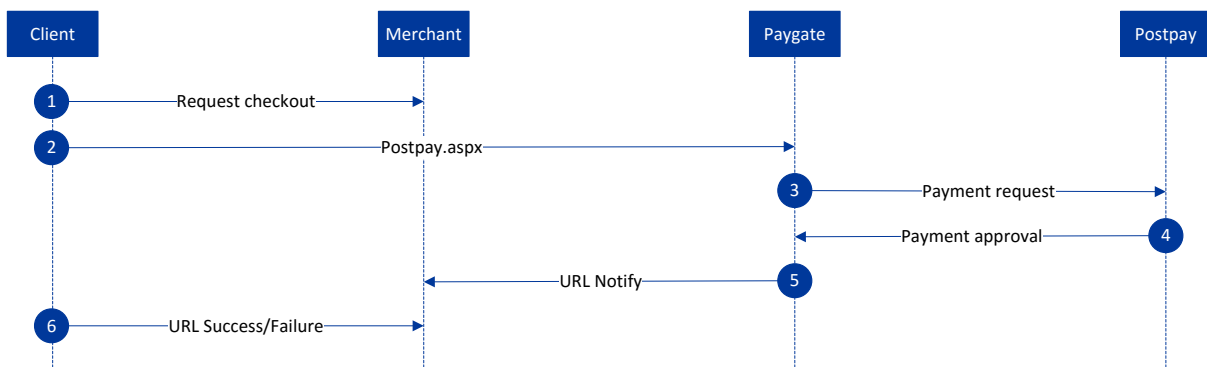 Client
Merchant
Paygate
Postpay
1
Request checkout
2
Postpay.aspx
3
Payment request
Payment approval
4
URL Notify
5
6
URL Success/Failure